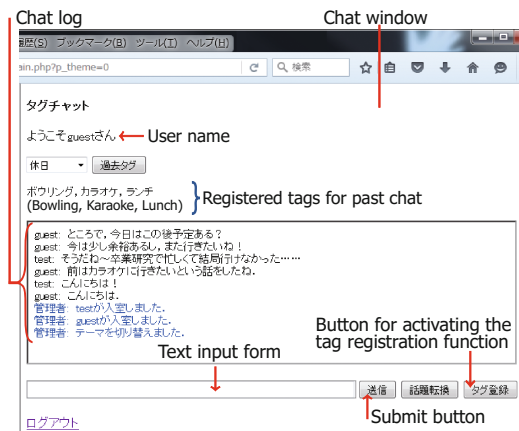 Chat log
Chat window
履歴(S) ブックマーク(B) ツール(T) ヘルプ(H)
ain.php?p_theme=0
検索
タグチャット
ようこそguestさん
User name
休日
過去タグ
ボウリング, カラオケ, ランチ
(Bowling, Karaoke, Lunch)
Registered tags for past chat
guest: ところで, 今日はこの後予定ある?
guest: 今は少し余裕あるし, また行きたいね!
test: そうだね～卒業研究で忙しくて結局行けなかった……
guest: 前はカラオケに行きたいという話をしたね.
test: こんにちは!
guest: こんにちは.
管理者: testが入室しました.
管理者: guestが入室しました.
管理者: テーマを切り替えました.
Button for activating the
tag registration function
Text input form
送信
話題転換
タグ登録
Submit button
ログアウト